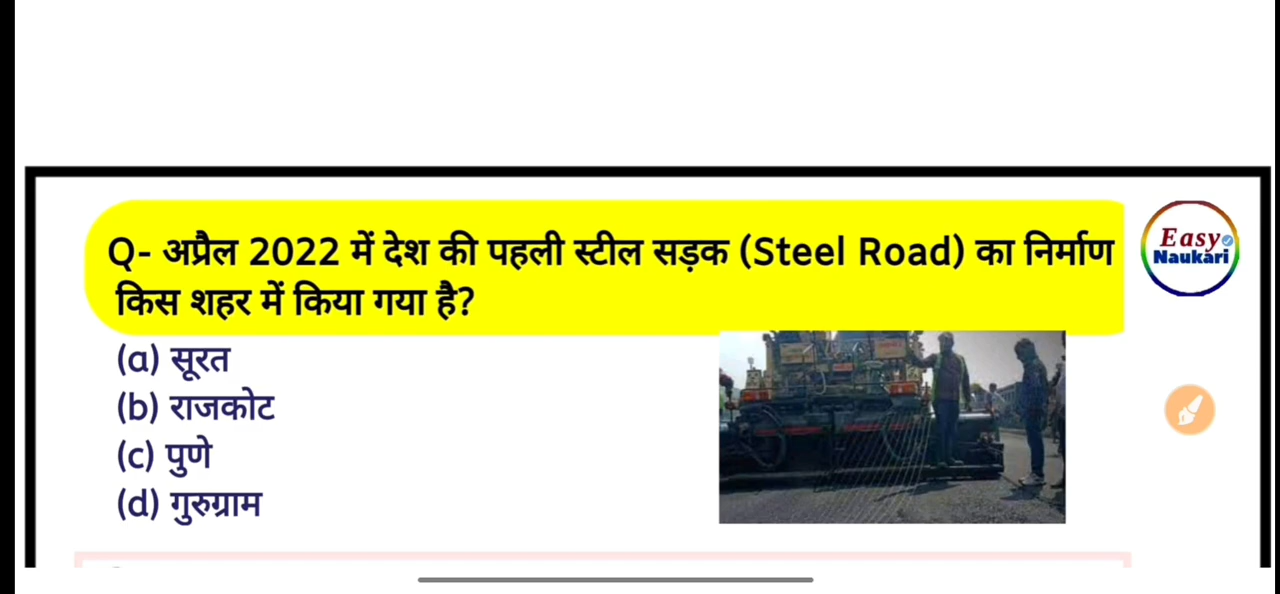 Q- अप्रैल 2022 में देश की पहली स्टील सड़क (Steel Road) का निर्माण
किस शहर में किया गया है?
Easy
Naukari
(a) सूरत
(b) राजकोट
(c) पुणे
(d) गुरुग्राम